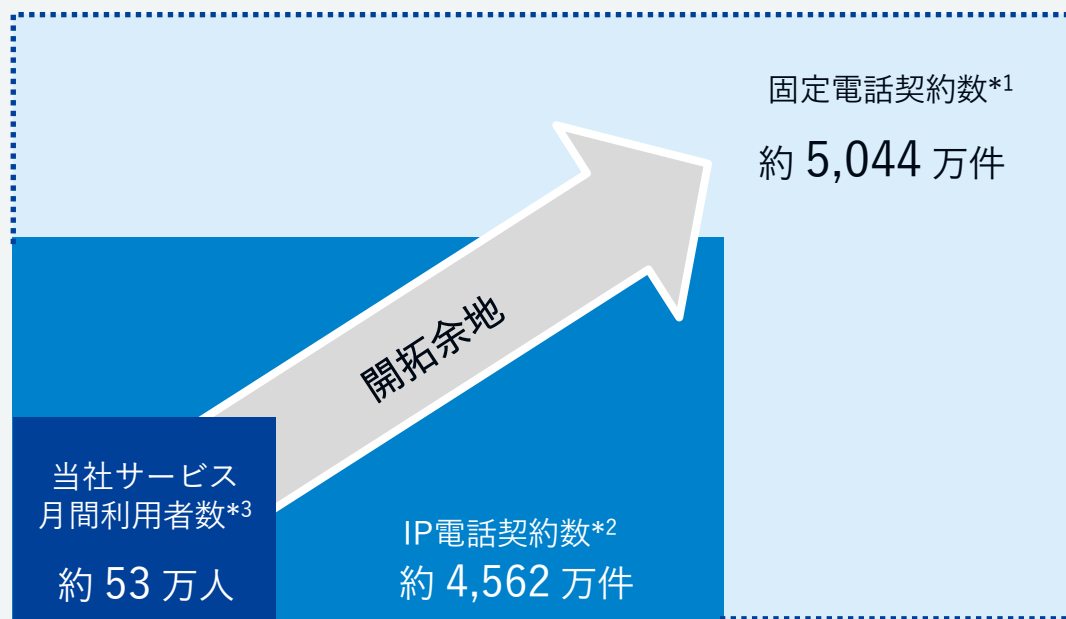 固定電話契約数*1
約 5,044 万件
開拓余地
当社サービス
月間利用者数*3
約 53 万人
IP電話契約数*2
約 4,562 万件